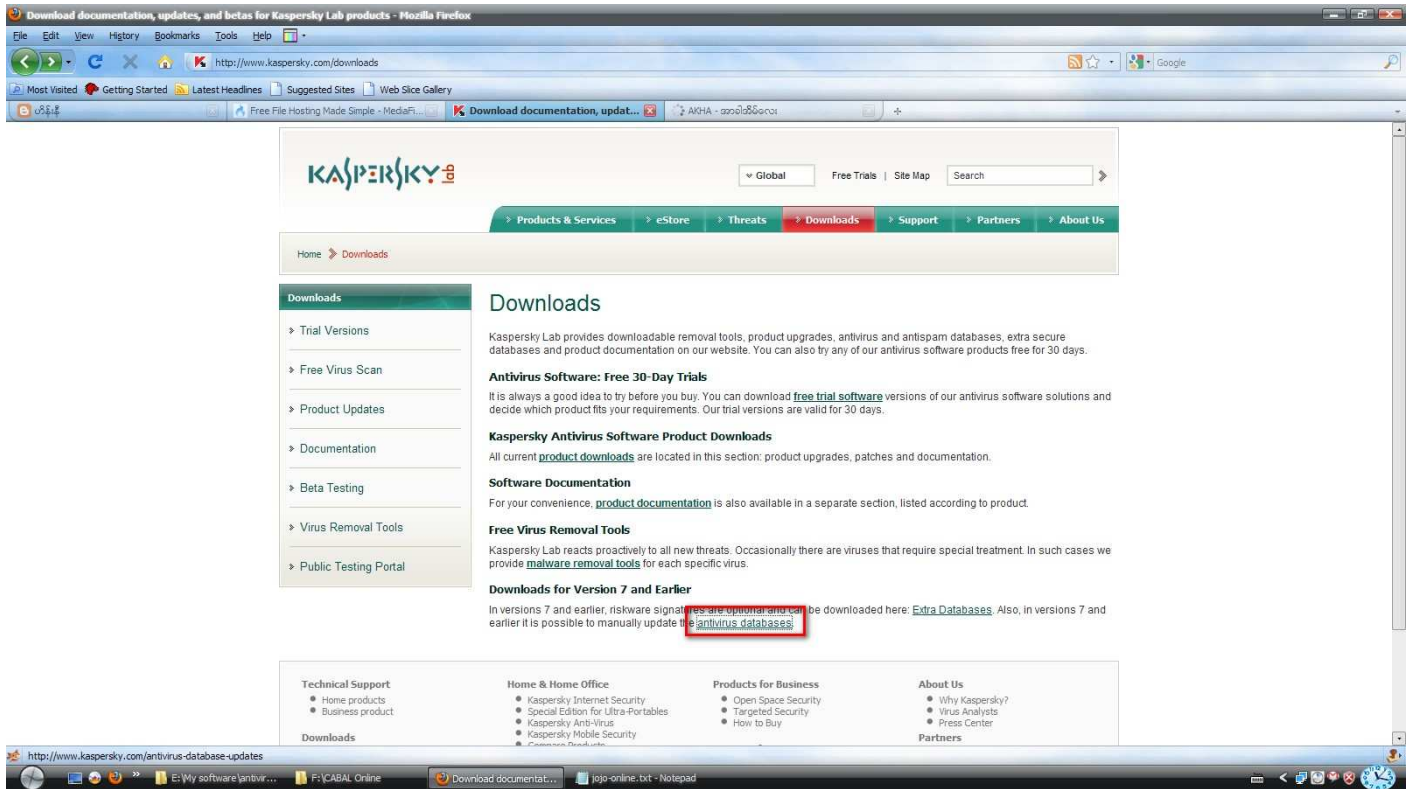 Download documentation, updates, and betas for Kaspersky Lab products - Mozilla Firefox
File Edit View History Bookmarks Tools Help
http://www.kaspersky.com/downloads
Google
Most Visited Getting Started Latest Headlines Suggested Sites Web Slice Gallery
Free File Hosting Made Simple - MediaFi...
Download documentation, updat...
AKHA -
KASPERSKY lab
Global
Free Trials | Site Map
Search
Products & Services eStore Threats Downloads Support Partners About Us
Home Downloads
Downloads
Trial Versions
Free Virus Scan
Product Updates
Documentation
Beta Testing
Virus Removal Tools
Public Testing Portal
Downloads
Kaspersky Lab provides downloadable removal tools, product upgrades, antivirus and antispam databases, extra secure
databases and product documentation on our website. You can also try any of our antivirus software products free for 30 days.
Antivirus Software: Free 30-Day Trials
It is always a good idea to try before you buy. You can download free trial software versions of our antivirus software solutions and
decide which product fits your requirements. Our trial versions are valid for 30 days.
Kaspersky Antivirus Software Product Downloads
All current product downloads are located in this section: product upgrades, patches and documentation.
Software Documentation
For your convenience, product documentation is also available in a separate section, listed according to product.
Free Virus Removal Tools
Kaspersky Lab reacts proactively to all new threats. Occasionally there are viruses that require special treatment. In such cases we
provide malware removal tools for each specific virus.
Downloads for Version 7 and Earlier
In versions 7 and earlier, riskware signatures are optional and can be downloaded here: Extra Databases. Also, in versions 7 and
earlier it is possible to manually update the antivirus databases.
Technical Support
Home products
Business product
Downloads
Home & Home Office
Kaspersky Internet Security
Special Edition for Ultra-Portables
Kaspersky Anti-Virus
Kaspersky Mobile Security
Compare Products
Products for Business
Open Space Security
Targeted Security
How to Buy
About Us
Why Kaspersky?
Virus Analysts
Press Center
Partners
http://www.kaspersky.com/antivirus-database-updates
E:\My software\antivir...
F:\CABAL Online
Download documentat...
jojo-online.txt - Notepad